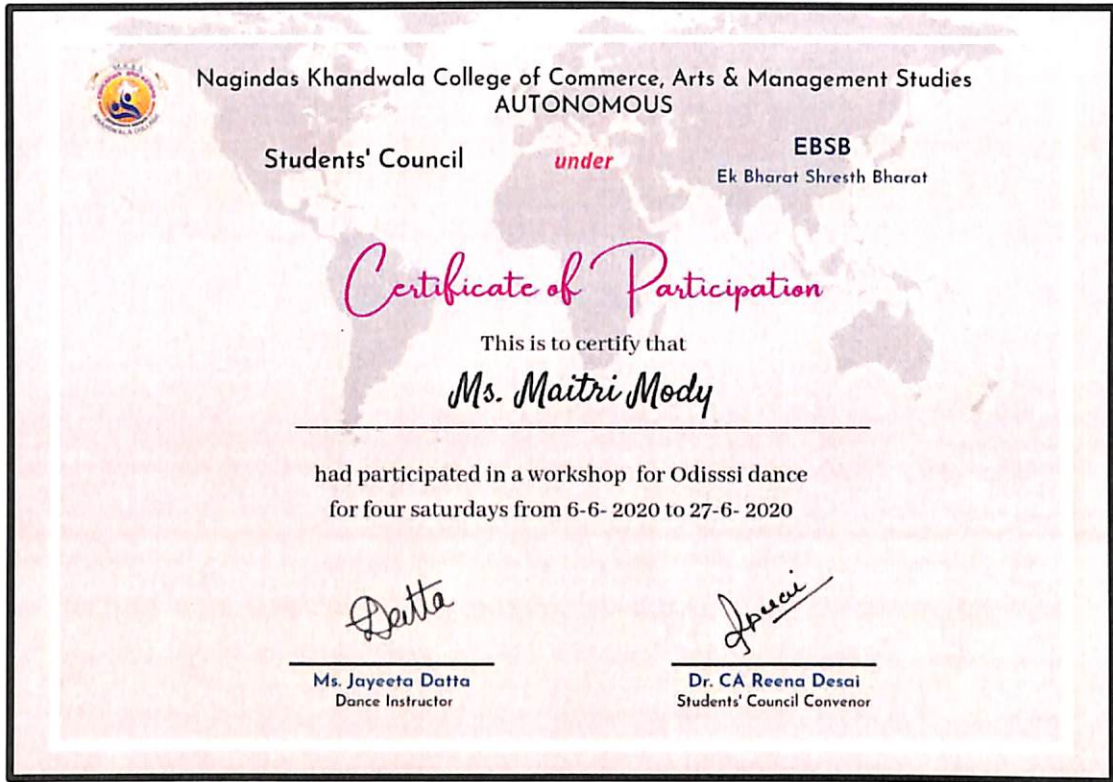 Nagindas Khandwala College of Commerce, Arts & Management Studies
AUTONOMOUS
Students' Council under EBSB
Ek Bharat Shresth Bharat
Certificate of Participation
This is to certify that
Ms. Maitri Mody
had participated in a workshop for Odisssi dance
for four saturdays from 6-6- 2020 to 27-6- 2020
Datta
Ms. Jayeeta Datta Dr. CA Reena Desai
Dance Instructor Students' Council Convenor